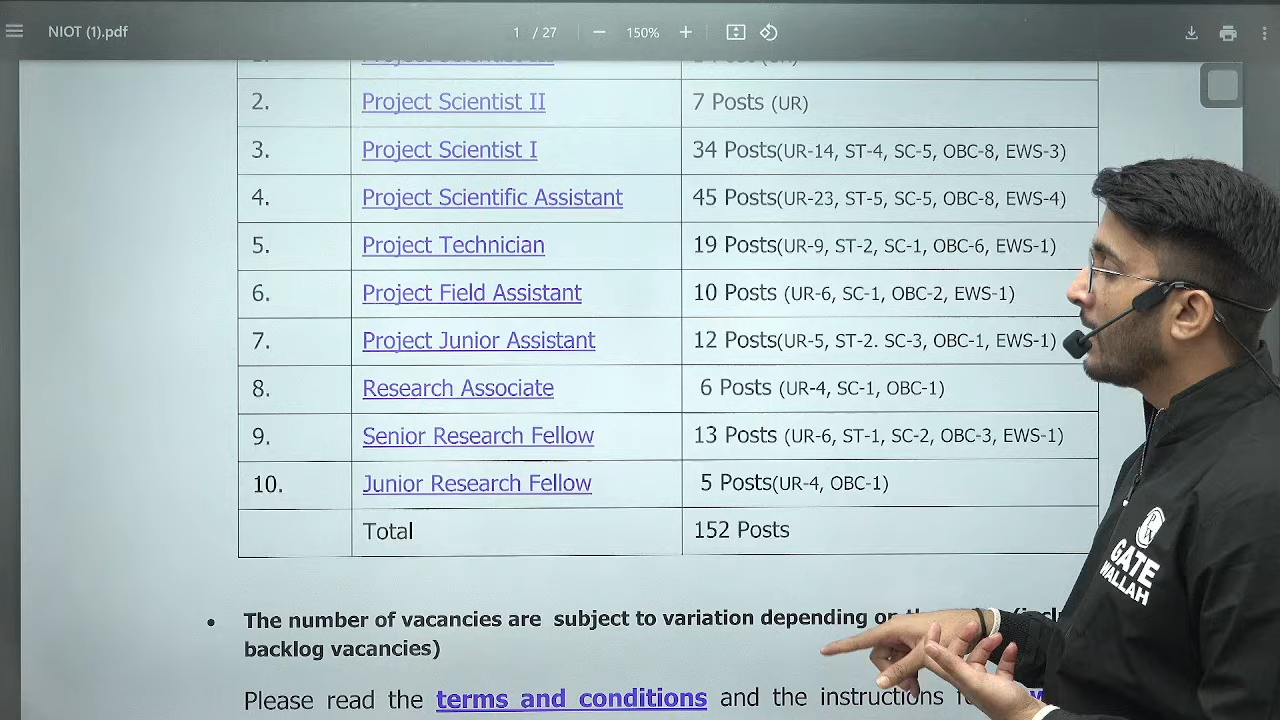 NIOT (1).pdf 1 / 27 150%
2. Project Scientist II 7 Posts (UR)
3. Project Scientist I 34 Posts(UR-14, ST-4, SC-5, OBC-8, EWS-3)
4. Project Scientific Assistant 45 Posts(UR-23, ST-5, SC-5, OBC-8, EWS-4)
5. Project Technician 19 Posts(UR-9, ST-2, SC-1, OBC-6, EWS-1)
6. Project Field Assistant 10 Posts (UR-6, SC-1, OBC-2, EWS-1)
7. Project Junior Assistant 12 Posts(UR-5, ST-2. SC-3, OBC-1, EWS-1)
8. Research Associate 6 Posts (UR-4, SC-1, OBC-1)
9. Senior Research Fellow 13 Posts (UR-6, ST-1, SC-2, OBC-3, EWS-1)
10. Junior Research Fellow 5 Posts(UR-4, OBC-1)
Total 152 Posts
• The number of vacancies are subject to variation depending on
backlog vacancies)
Please read the terms and conditions and the instructions
GATE
WALLAH